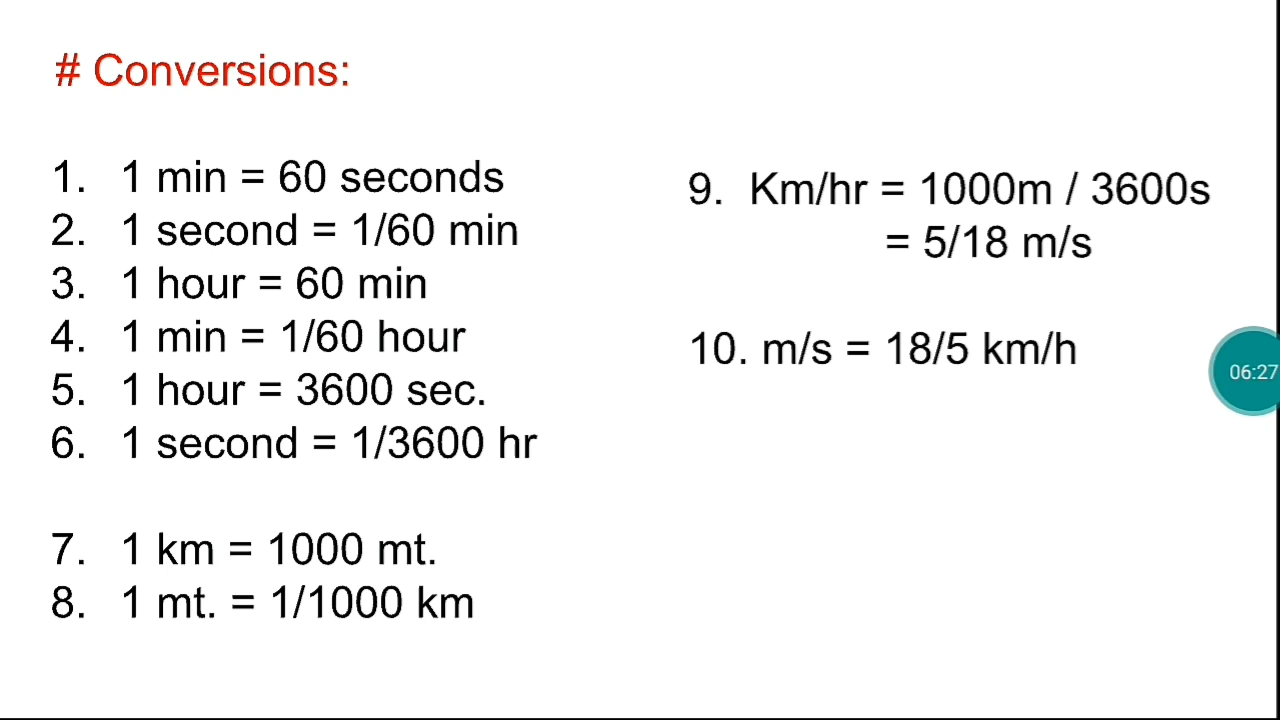 # Conversions:
1. 1 min = 60 seconds
2. 1 second = 1/60 min
3. 1 hour = 60 min
4. 1 min = 1/60 hour
5. 1 hour = 3600 sec.
6. 1 second = 1/3600 hr
7. 1 km = 1000 mt.
8. 1 mt. = 1/1000 km
9. Km/hr = 1000m / 3600s
= 5/18 m/s
10. m/s = 18/5 km/h
06:27